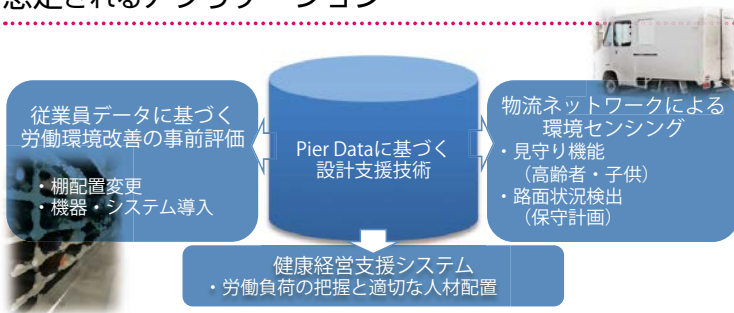 想定されるアプリケーション
従業員データに基づく
労働環境改善の事前評価
・棚配置変更
・機器・システム導入
Pier Dataに基づく
設計支援技術
物流ネットワークによる
環境センシング
・見守り機能
（高齢者・子供）
・路面状況検出
（保守計画）
健康経営支援システム
・労働負荷の把握と適切な人材配置